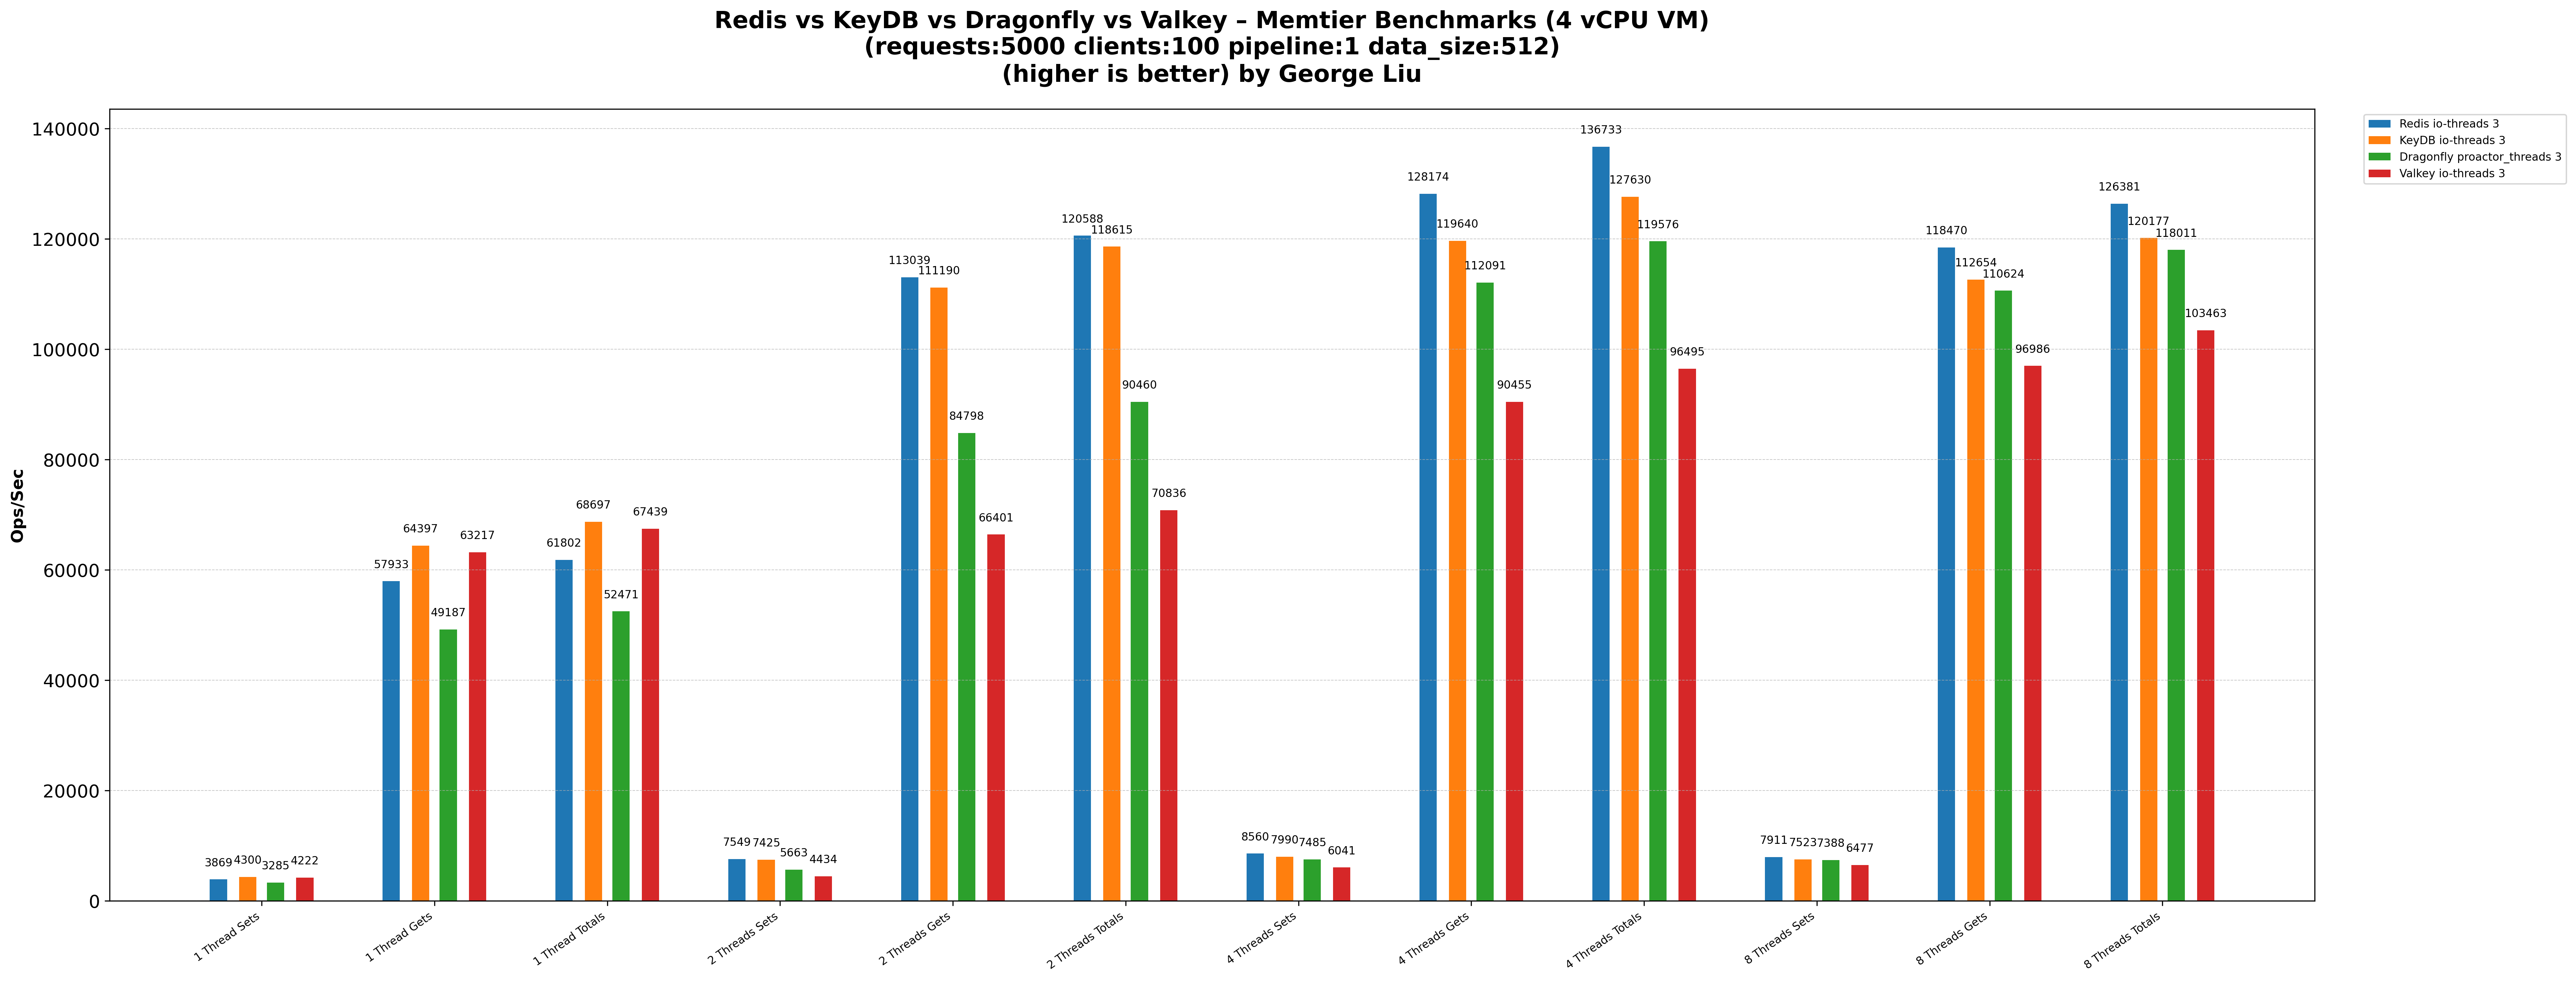 Redis vs KeyDB vs Dragonfly vs Valkey – Memtier Benchmarks (4 vCPU VM)
(requests:5000 clients:100 pipeline:1 data_size:512)
(higher is better) by George Liu
Redis io-threads 3
KeyDB io-threads 3
Dragonfly proactor_threads 3
Valkey io-threads 3
Ops/Sec
140000
120000
100000
80000
60000
40000
20000
0
3869 4300 3285 4222
57933 64397 49187 63217
61802 68697 52471 67439
7549 7425 5663 4434
113039 111190 84798 66401
120588 118615 90460 70836
8560 7990 7485 6041
128174 119640 112091 90455
136733 127630 119576 96495
7911 7523 7388 6477
118470 112654 110624 96986
126381 120177 118011 103463
1 Thread Sets
1 Thread Gets
1 Thread Totals
2 Threads Sets
2 Threads Gets
2 Threads Totals
4 Threads Sets
4 Threads Gets
4 Threads Totals
8 Threads Sets
8 Threads Gets
8 Threads Totals